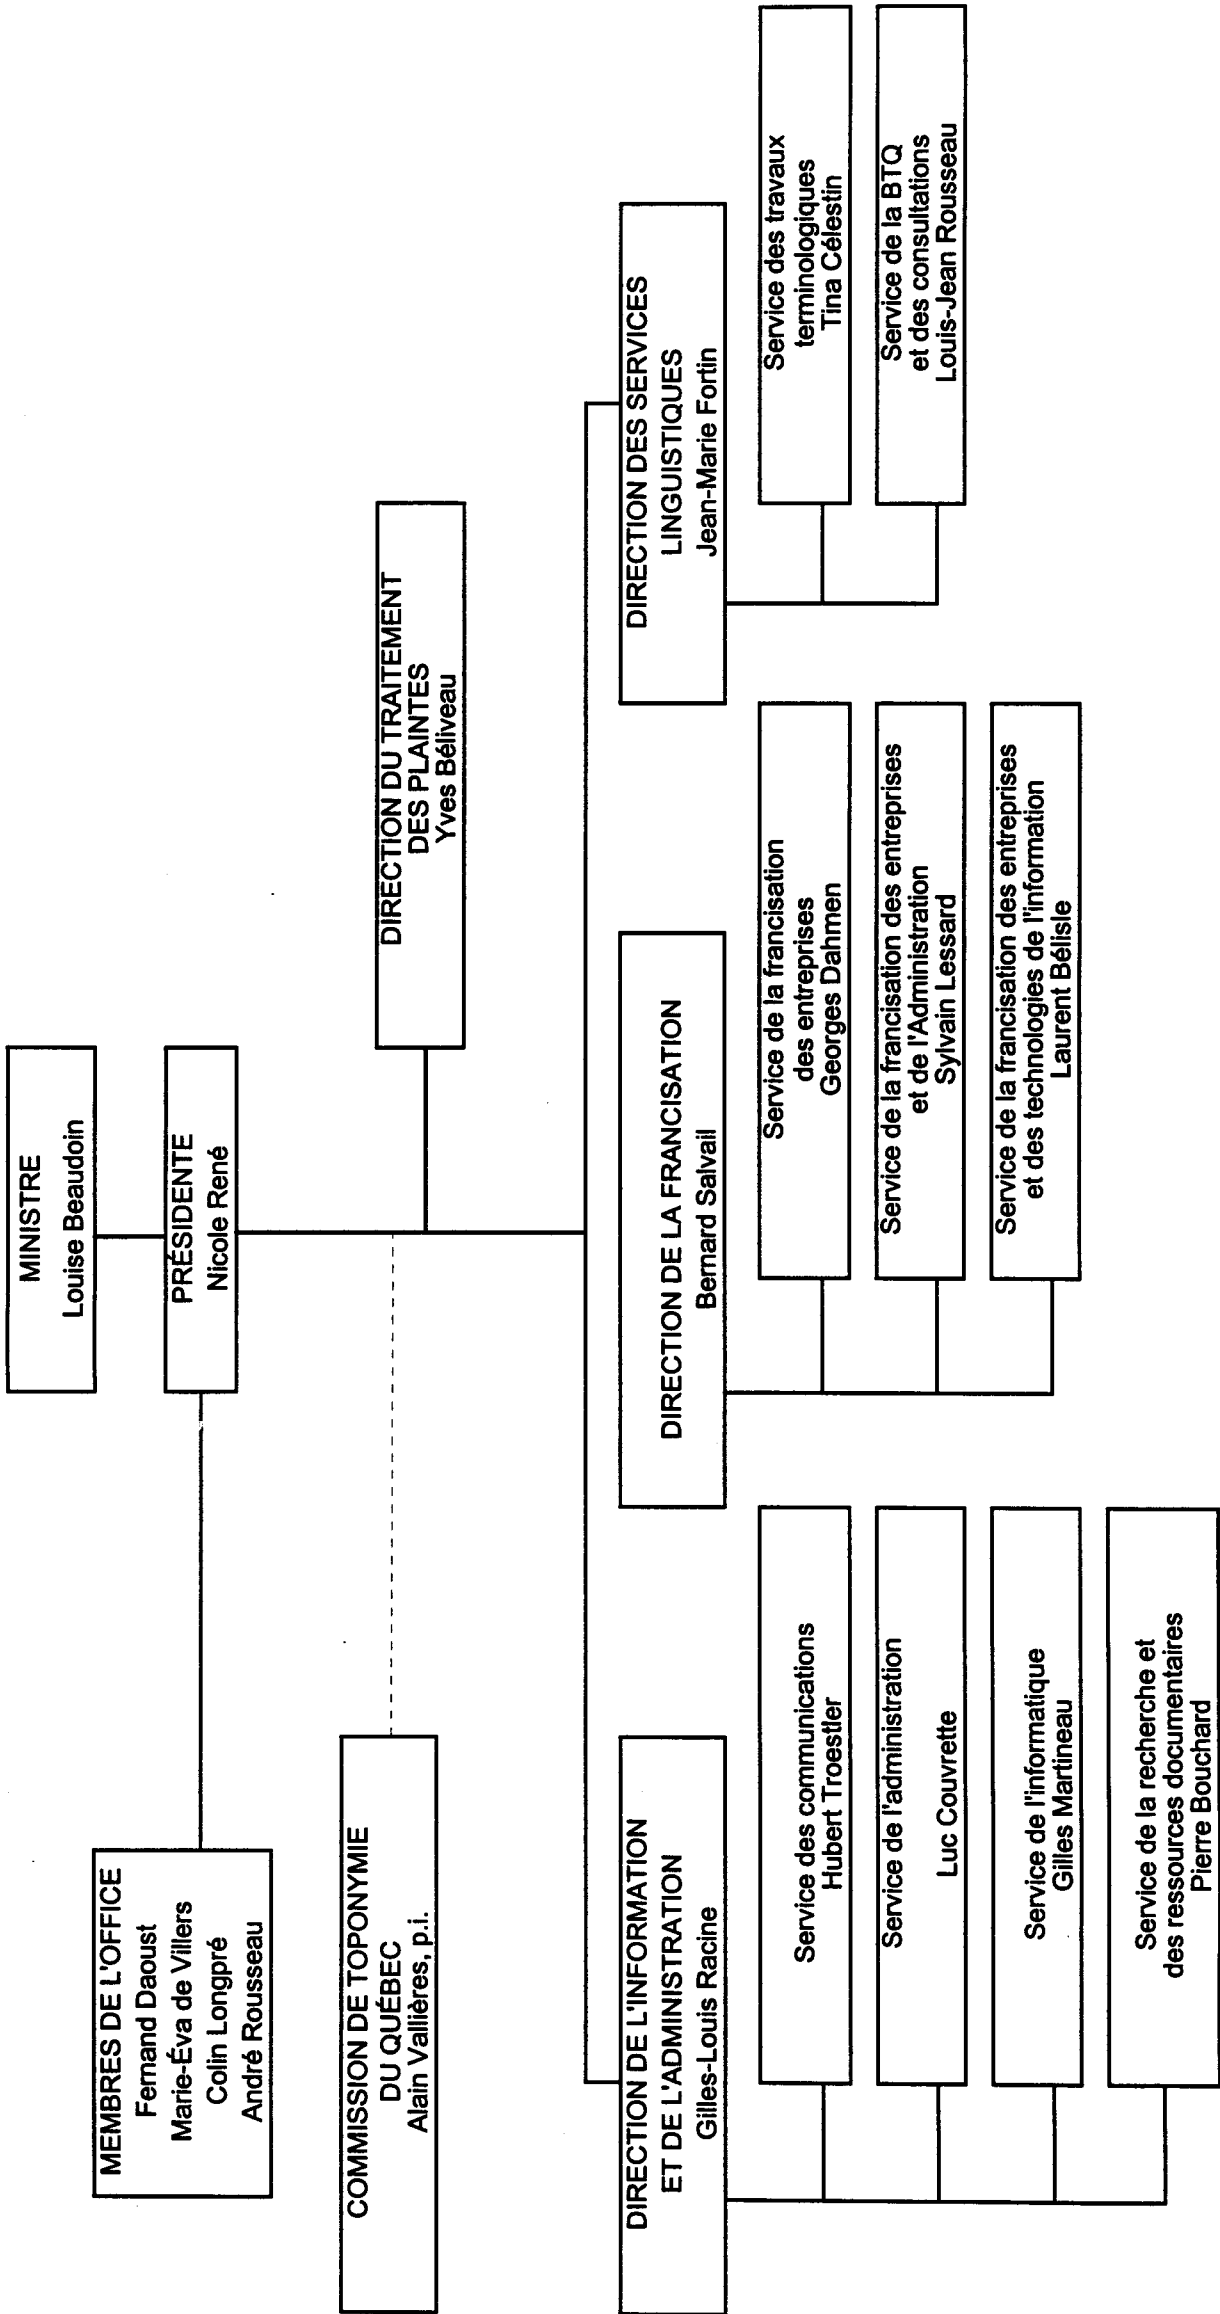 MINISTRE
Louise Beaudoin
PRÉSIDENTE
Nicole René
MEMBRES DE L'OFFICE
Fernand Daoust
Marie-Éva de Villers
Colin Longpré
André Rousseau
COMMISSION DE TOPONYMIE
DU QUÉBEC
Alain Vallières, p.i.
DIRECTION DU TRAITEMENT
DES PLAINTES
Yves Béliveau
DIRECTION DE L'INFORMATION
ET DE L'ADMINISTRATION
Gilles-Louis Racine
Service des communications
Hubert Troestler
Service de l'administration
Luc Couvrette
Service de l'informatique
Gilles Martineau
Service de la recherche et
des ressources documentaires
Pierre Bouchard
DIRECTION DE LA FRANCISATION
Bernard Salvail
Service de la francisation
des entreprises
Georges Dahmen
Service de la francisation des entreprises
et de l'Administration
Sylvain Lessard
Service de la francisation des entreprises
et des technologies de l'information
Laurent Bélisle
DIRECTION DES SERVICES
LINGUISTIQUES
Jean-Marie Fortin
Service des travaux
terminologiques
Tina Célestin
Service de la BTQ
et des consultations
Louis-Jean Rousseau